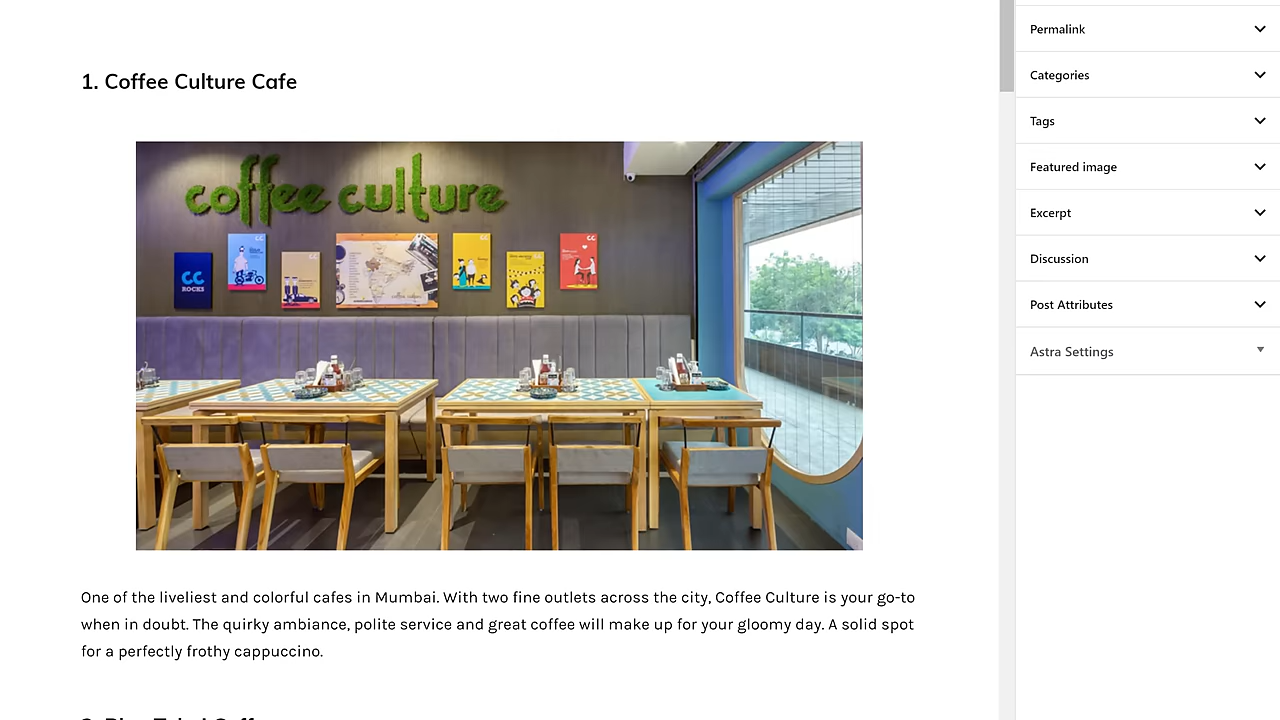 1. Coffee Culture Cafe
coffee culture
CC
ROCKS
One of the liveliest and colorful cafes in Mumbai. With two fine outlets across the city, Coffee Culture is your go-to
when in doubt. The quirky ambiance, polite service and great coffee will make up for your gloomy day. A solid spot
for a perfectly frothy cappuccino.
Permalink
Categories
Tags
Featured image
Excerpt
Discussion
Post Attributes
Astra Settings